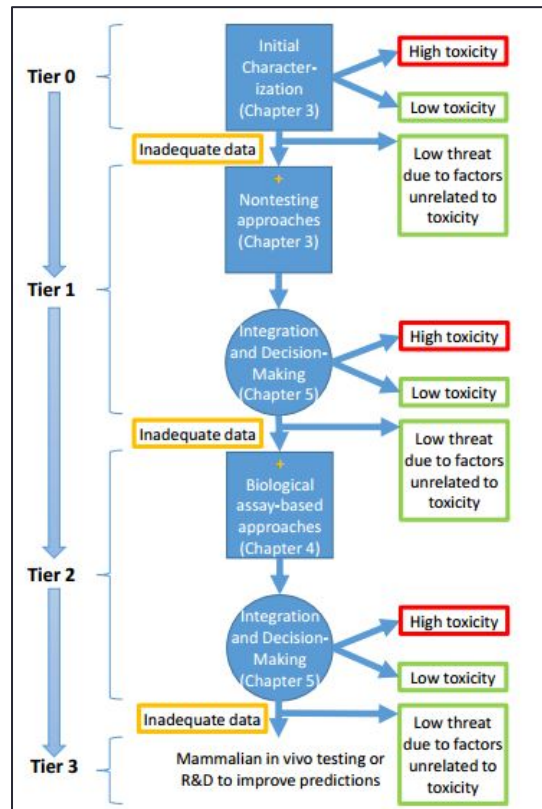 Tier 0
Initial
Character-
ization
(Chapter 3)
High toxicity
Low toxicity
Inadequate data
Low threat
due to factors
unrelated to
toxicity
Tier 1
+
Nontesting
approaches
(Chapter 3)
Integration
and Decision-
Making
(Chapter 5)
High toxicity
Low toxicity
Inadequate data
Low threat
due to factors
unrelated to
toxicity
Tier 2
+
Biological
assay-based
approaches
(Chapter 4)
Integration
and Decision-
Making
(Chapter 5)
High toxicity
Low toxicity
Inadequate data
Low threat
due to factors
unrelated to
toxicity
Tier 3
Mammalian in vivo testing or
R&D to improve predictions